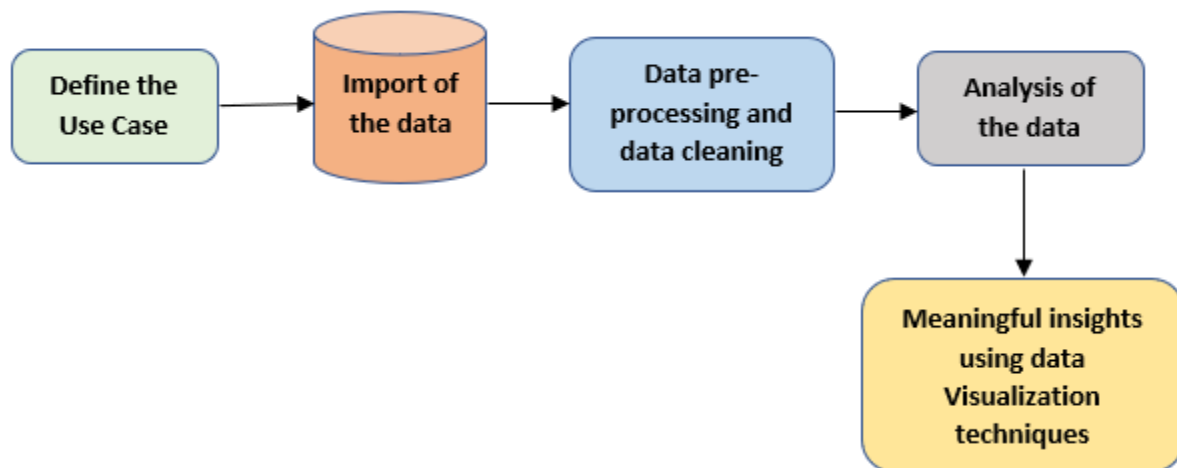 Define the
Use Case
Import of
the data
Data pre-
processing and
data cleaning
Analysis of
the data
Meaningful insights
using data
Visualization
techniques